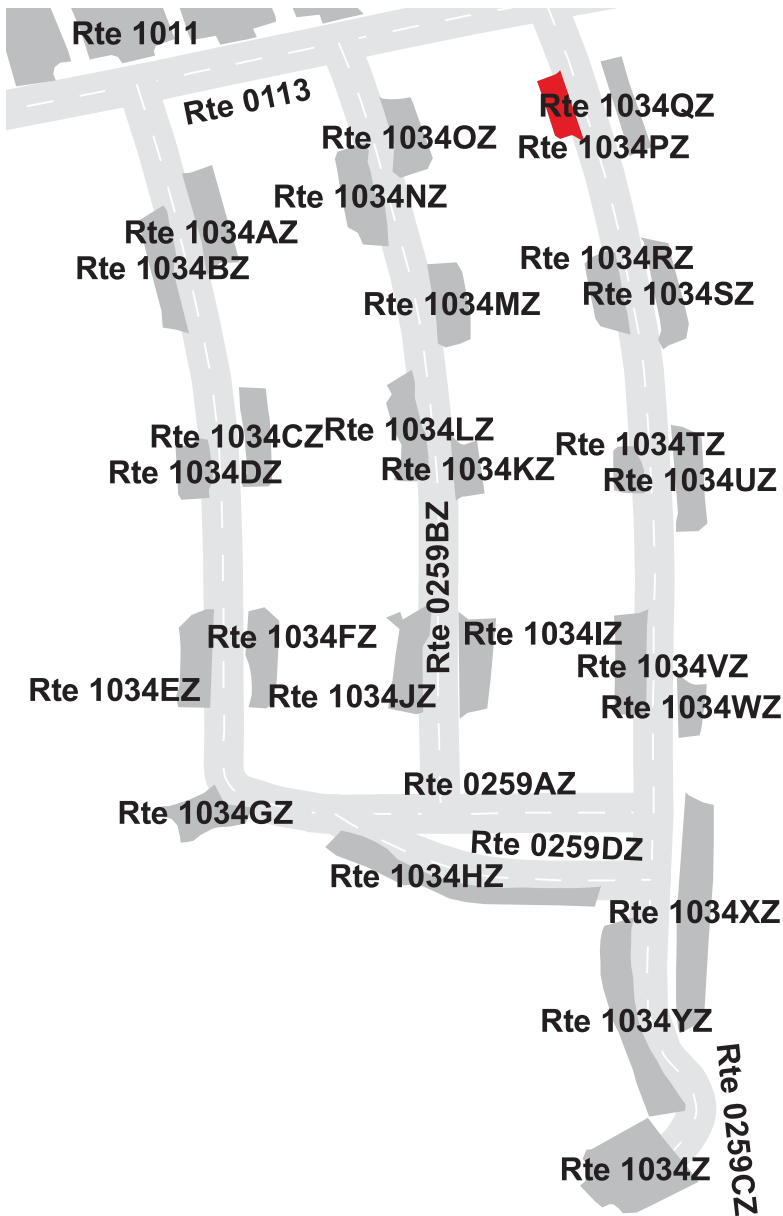 Rte 1011
Rte 0113
Rte 1034QZ
Rte 1034OZ
Rte 1034PZ
Rte 1034NZ
Rte 1034AZ
Rte 1034BZ
Rte 1034RZ
Rte 1034SZ
Rte 1034MZ
Rte 1034CZ
Rte 1034LZ
Rte 1034TZ
Rte 1034DZ
Rte 1034KZ
Rte 1034UZ
Rte 0259BZ
Rte 1034FZ
Rte 1034IZ
Rte 1034VZ
Rte 1034EZ
Rte 1034JZ
Rte 1034WZ
Rte 0259AZ
Rte 1034GZ
Rte 0259DZ
Rte 1034HZ
Rte 1034XZ
Rte 1034YZ
Rte 0259CZ
Rte 1034Z